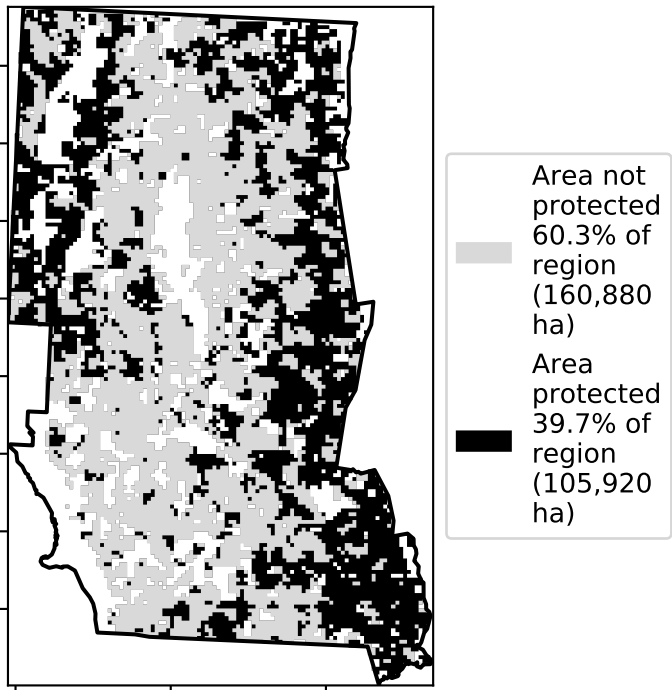 Area not
protected
60.3% of
region
(160,880
ha)
Area
protected
39.7% of
region
(105,920
ha)